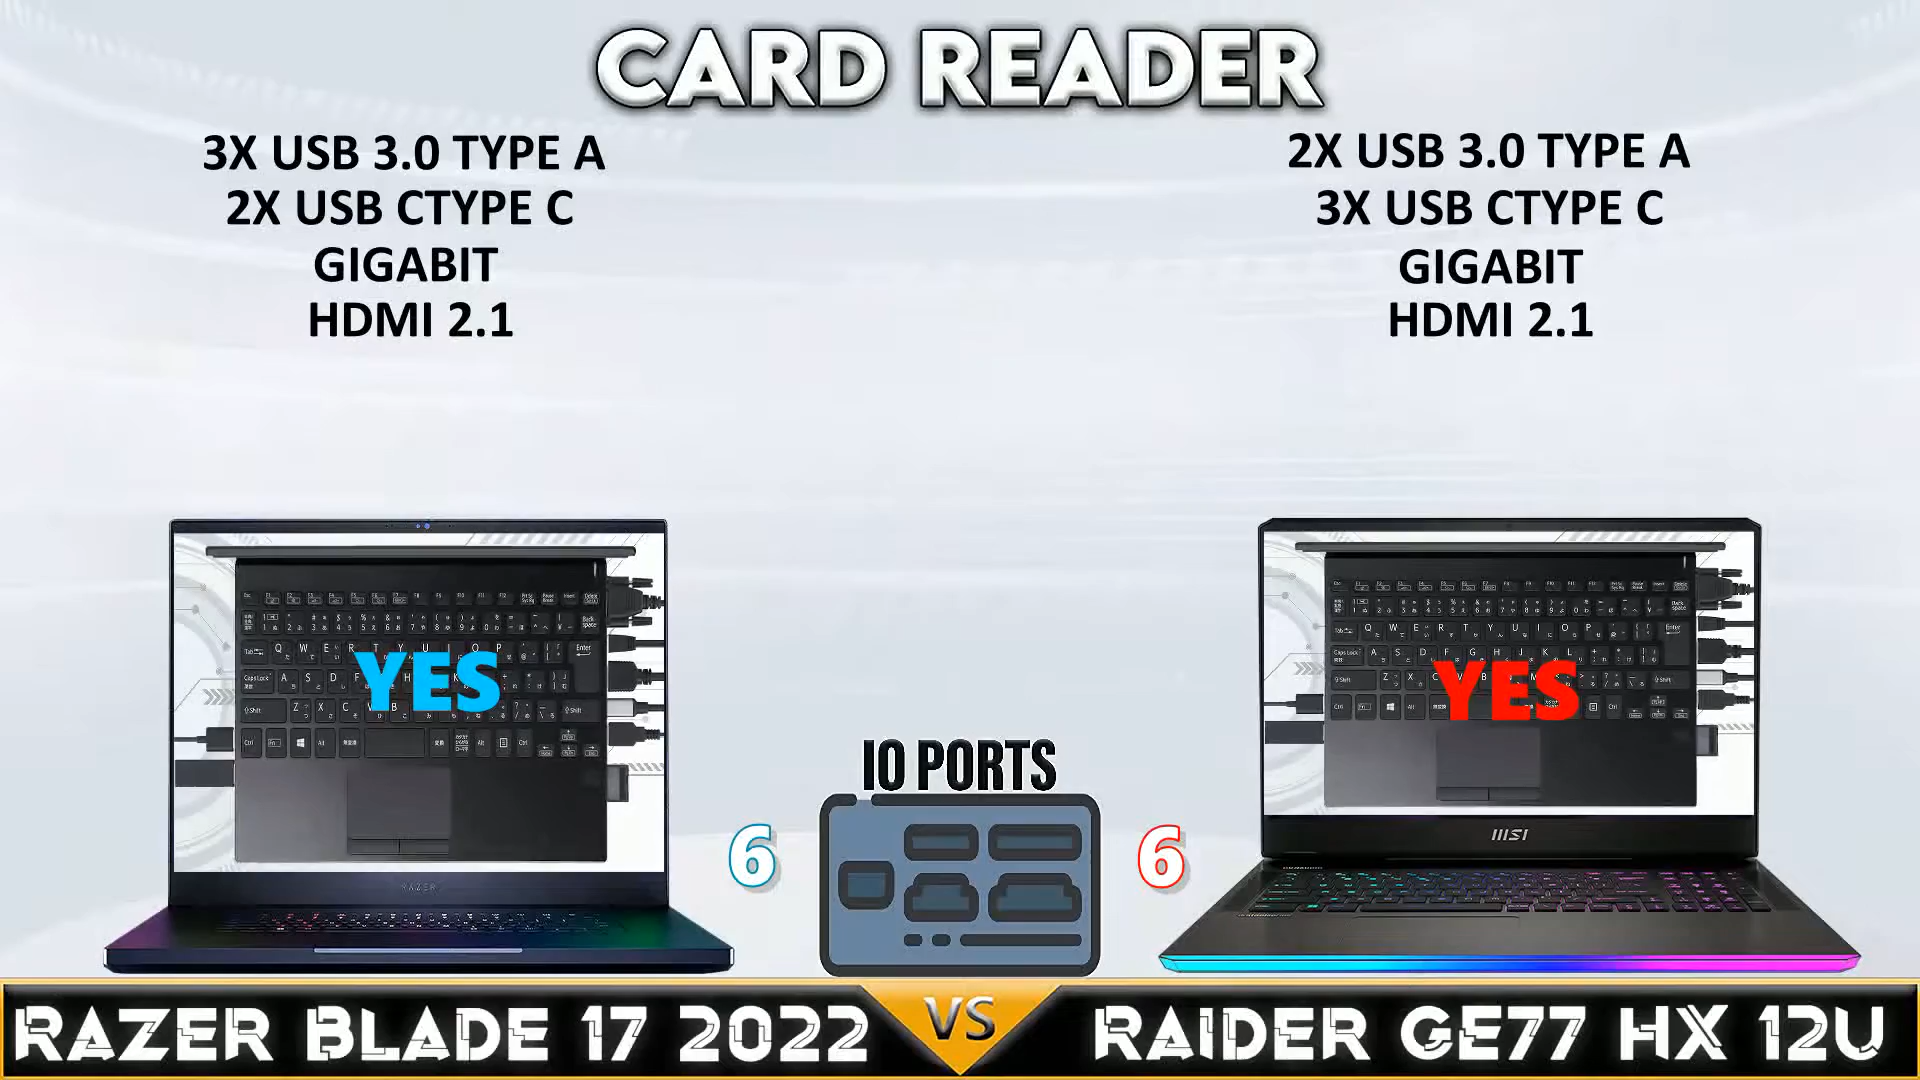 CARD READER
3X USB 3.0 TYPE A
2X USB CTYPE C
GIGABIT
HDMI 2.1
2X USB 3.0 TYPE A
3X USB CTYPE C
GIGABIT
HDMI 2.1
YES
YES
IO PORTS
6
6
RAZER
msi
RAZER BLADE 17 2022
VS
RAIDER GE77 HX 12U